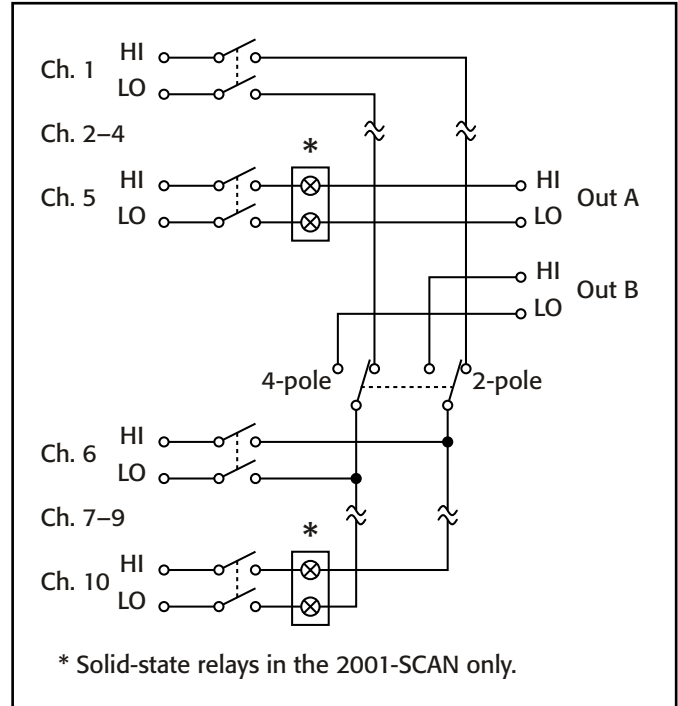 Ch. 1 HI
LO
Ch. 2–4
*
Ch. 5 HI HI Out A
LO LO
HI Out B
LO
4-pole 2-pole
Ch. 6 HI
LO
Ch. 7–9
*
Ch. 10 HI
LO
* Solid-state relays in the 2001-SCAN only.